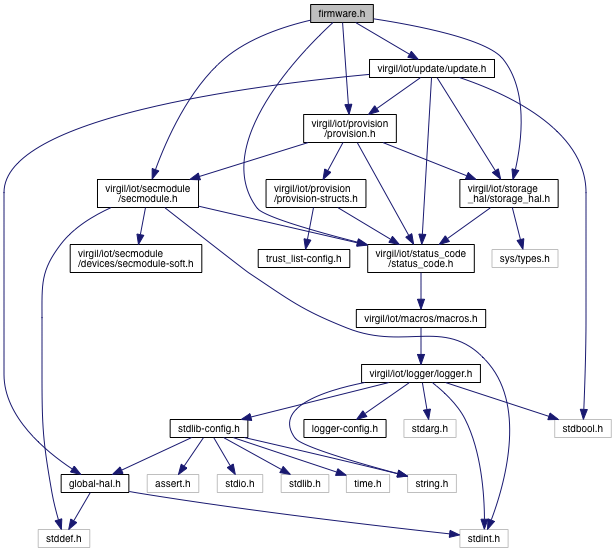 firmware.h
virgil/iot/update/update.h
virgil/iot/provision
/provision.h
virgil/iot/secmodule
/secmodule.h
virgil/iot/provision
/provision-structs.h
virgil/iot/storage
_hal/storage_hal.h
virgil/iot/secmodule
/devices/secmodule-soft.h
trust_list-config.h
virgil/iot/status_code
/status_code.h
sys/types.h
virgil/iot/macros/macros.h
virgil/iot/logger/logger.h
stdlib-config.h
logger-config.h
stdarg.h
stdbool.h
global-hal.h
assert.h
stdio.h
stdlib.h
time.h
string.h
stddef.h
stdint.h